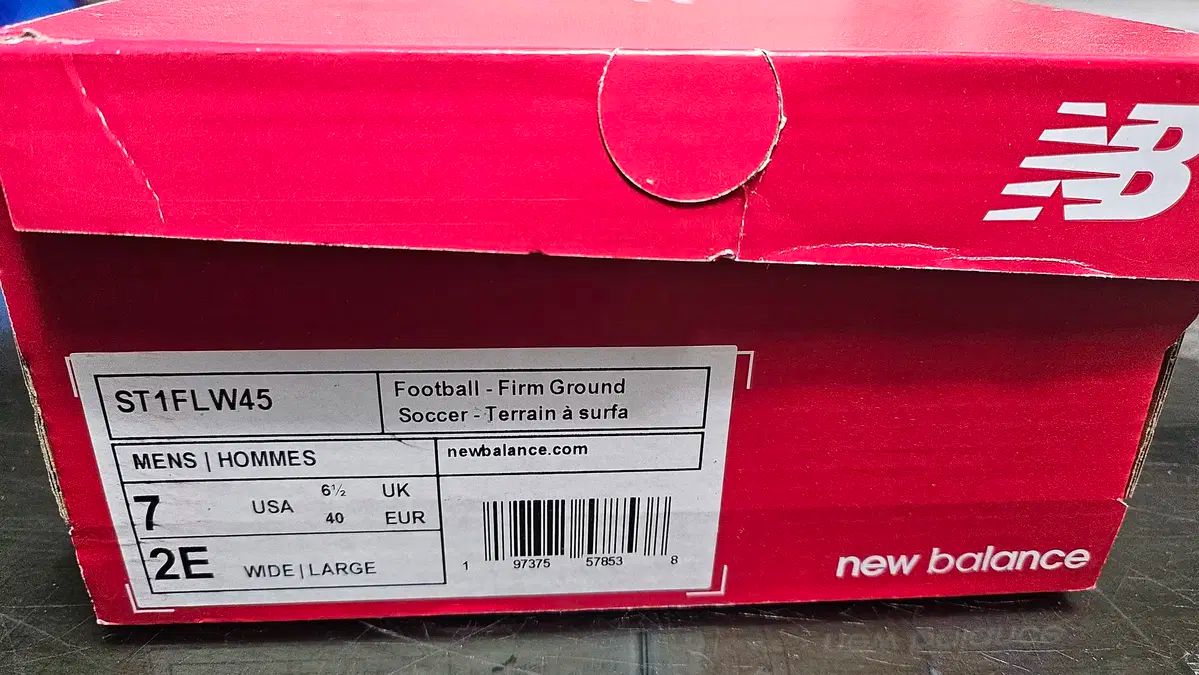 NB
ST1FLW45
Football - Firm Ground
Soccer - Terrain à surfa
MENS | HOMMES
newbalance.com
7 USA 6½ UK
40 EUR
2E WIDE | LARGE
1 97375 57853 8
new balance